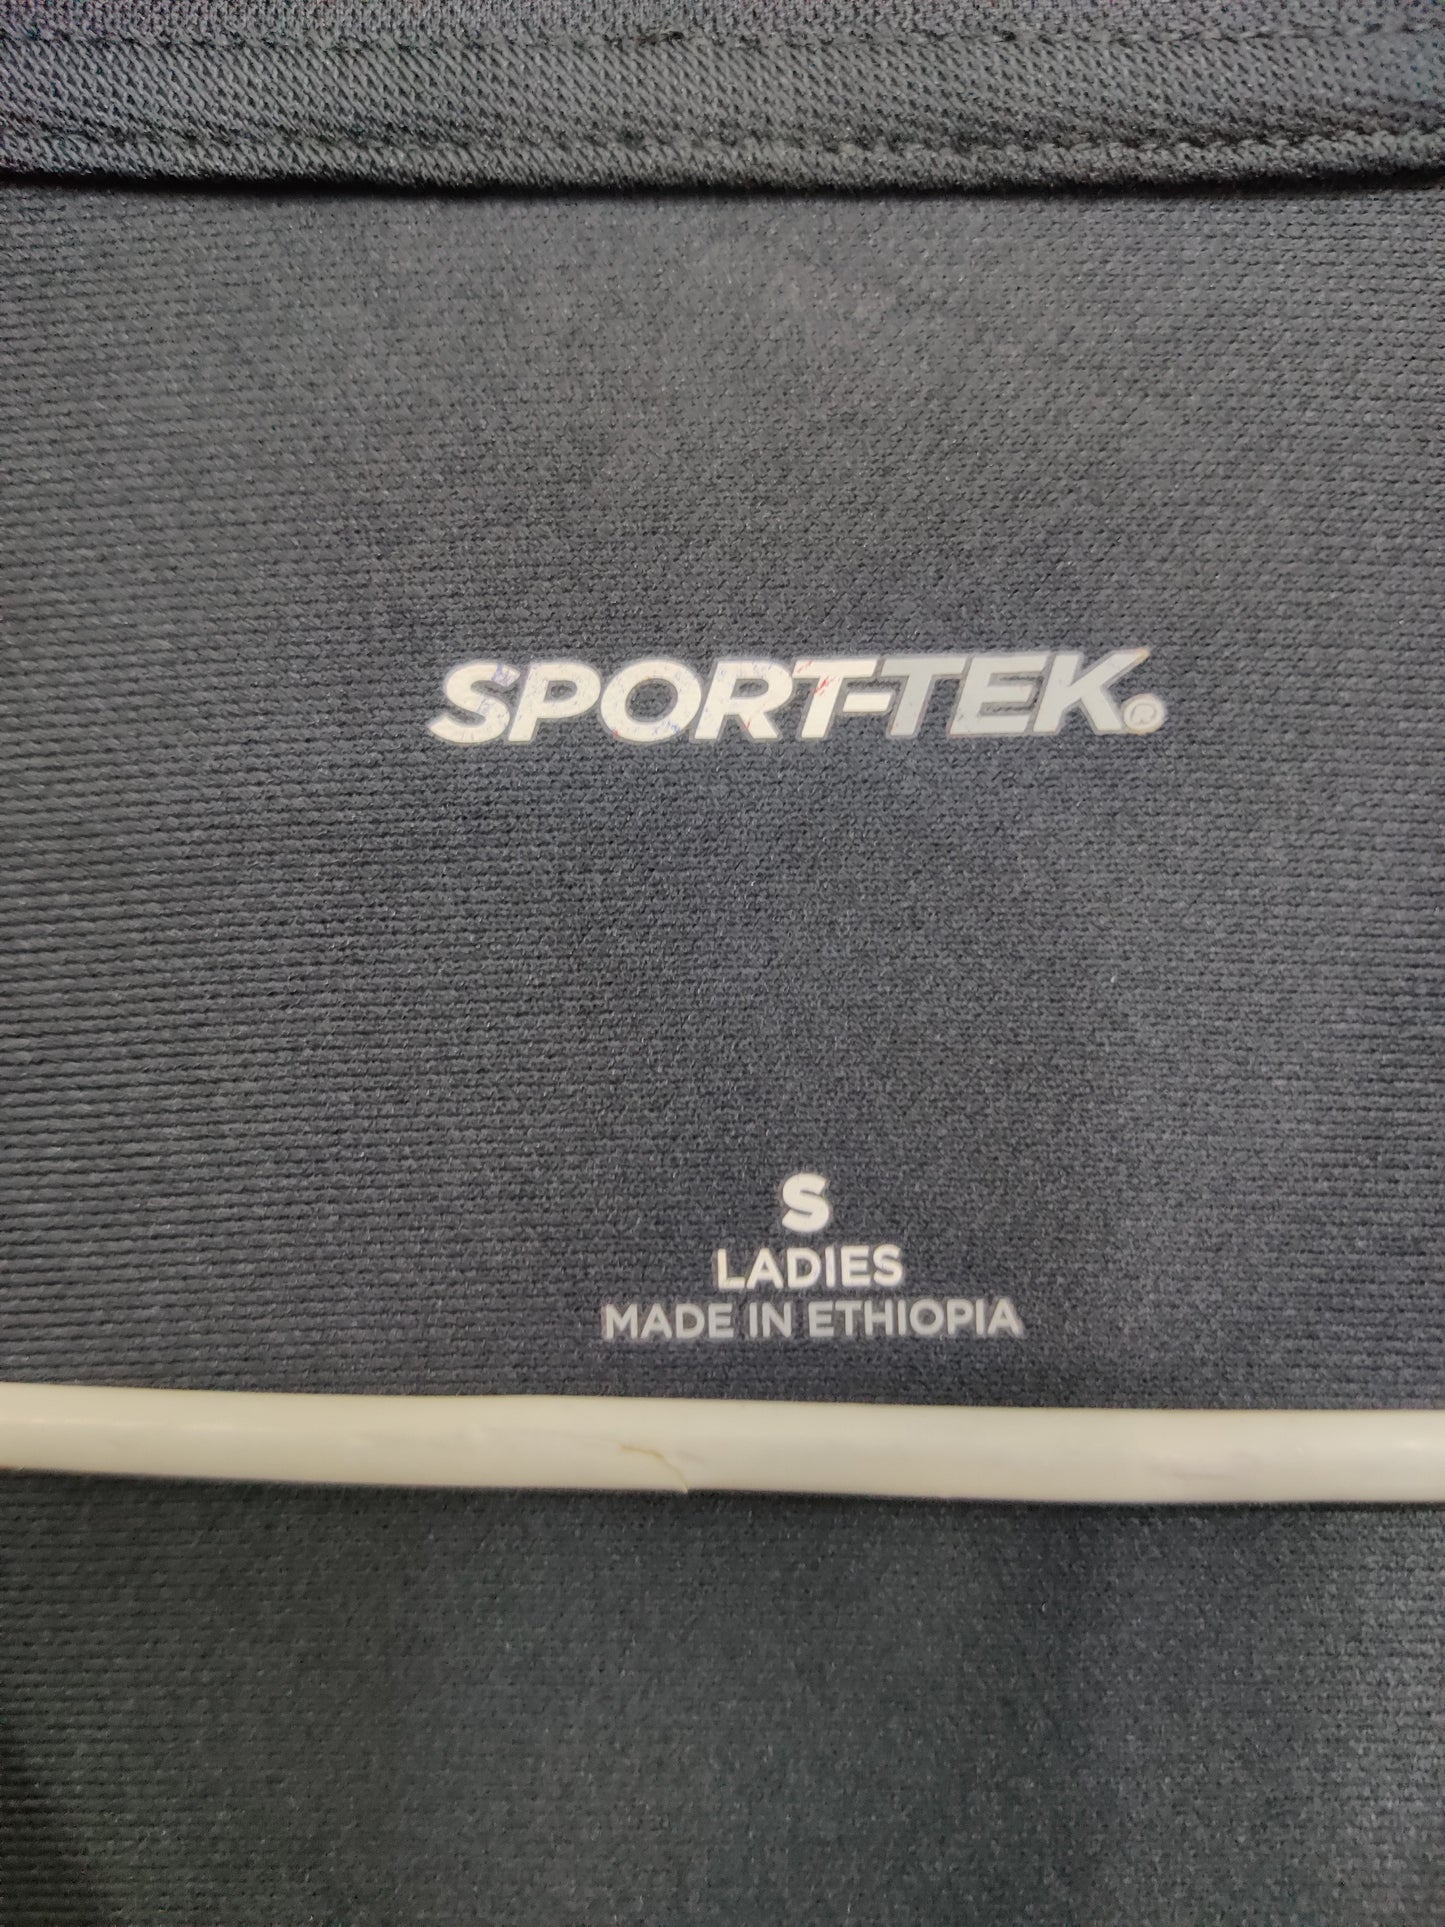 SPORT-TEK®
S
LADIES
MADE IN ETHIOPIA